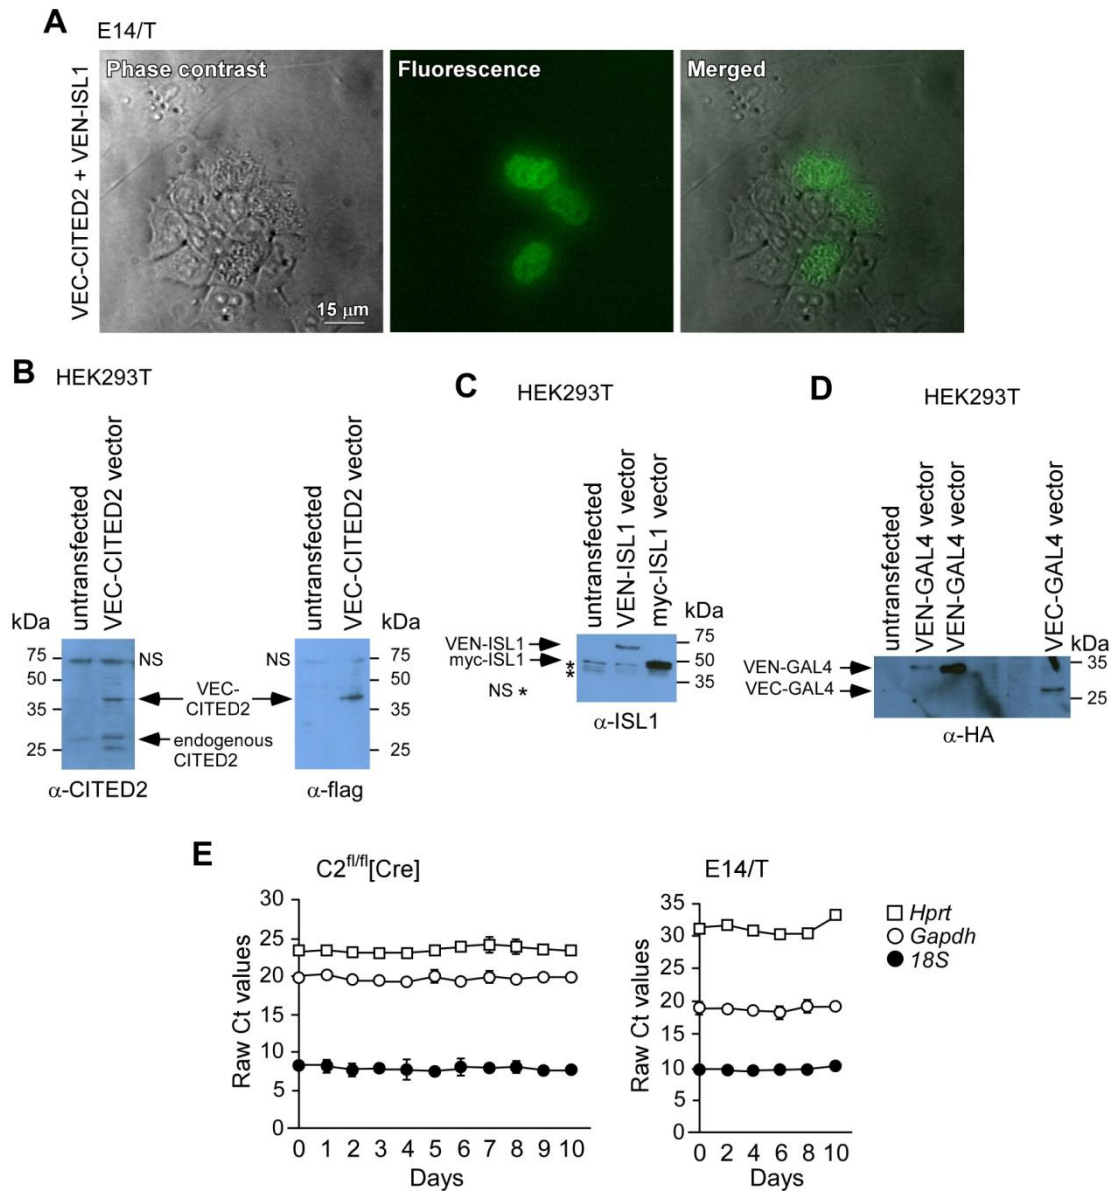 A
E14/T
VEC-CITED2 + VEN-ISL1
Phase contrast
Fluorescence
Merged
15 μm
B
HEK293T
untransfected
VEC-CITED2 vector
untransfected
VEC-CITED2 vector
kDa
kDa
75
NS
NS
75
50
50
VEC-
CITED2
35
35
endogenous
CITED2
25
25
α-CITED2
α-flag
C
HEK293T
untransfected
VEN-ISL1 vector
myc-ISL1 vector
kDa
VEN-ISL1
75
myc-ISL1
*
50
*
NS *
35
α-ISL1
D
HEK293T
untransfected
VEN-GAL4 vector
VEN-GAL4 vector
VEC-GAL4 vector
kDa
VEN-GAL4
35
VEC-GAL4
25
α-HA
E
C2fl/fl[Cre]
Raw Ct values
30
25
20
15
10
5
0
0 1 2 3 4 5 6 7 8 9 10
Days
E14/T
Raw Ct values
35
30
25
20
15
10
5
0
0 2 4 6 8 10
Days
Hprt
Gapdh
18S